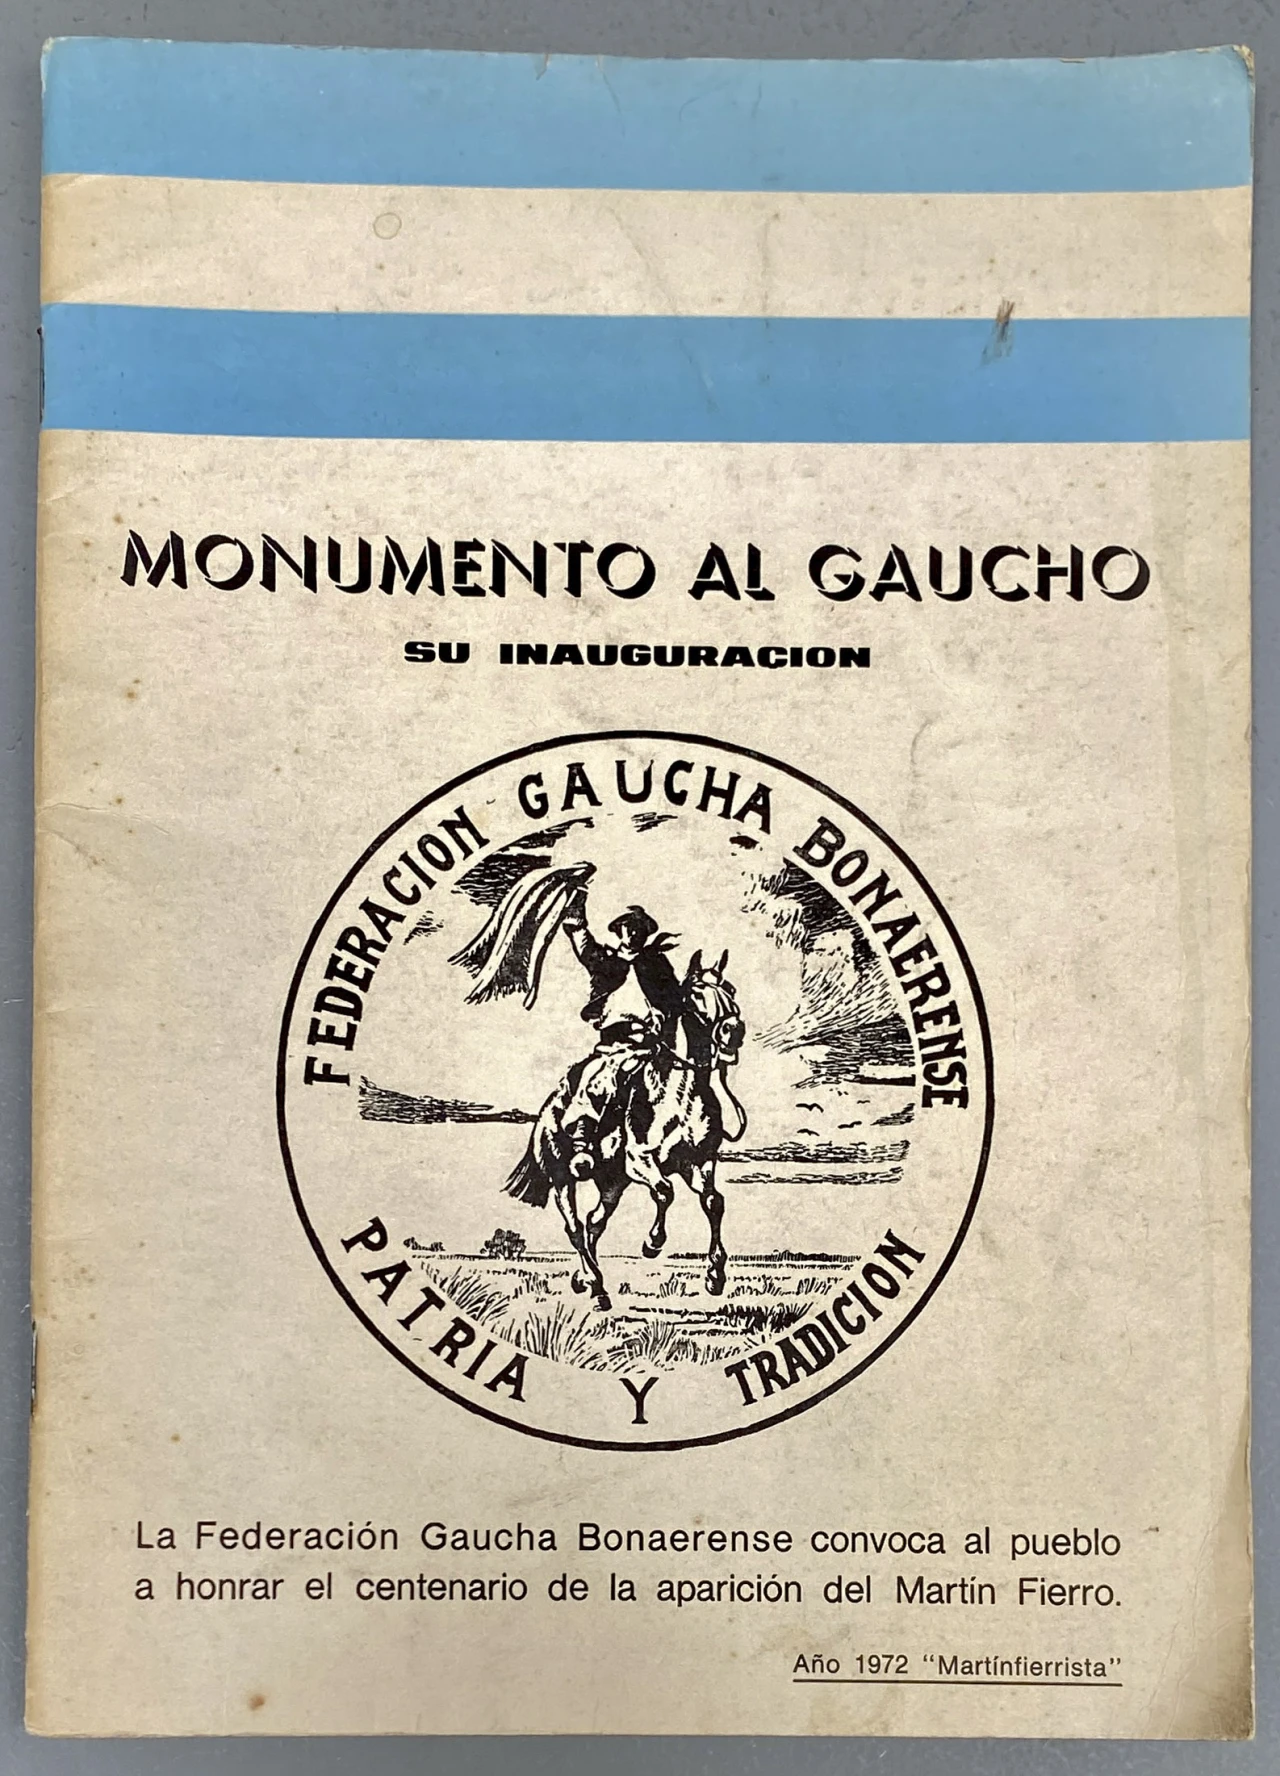 MONUMENTO AL GAUCHO
SU INAUGURACION
FEDERACION GAUCHA BONAERENSE
PATRIA Y TRADICION
La Federación Gaucha Bonaerense convoca al pueblo
a honrar el centenario de la aparición del Martín Fierro.
Año 1972 "Martínfierrista"